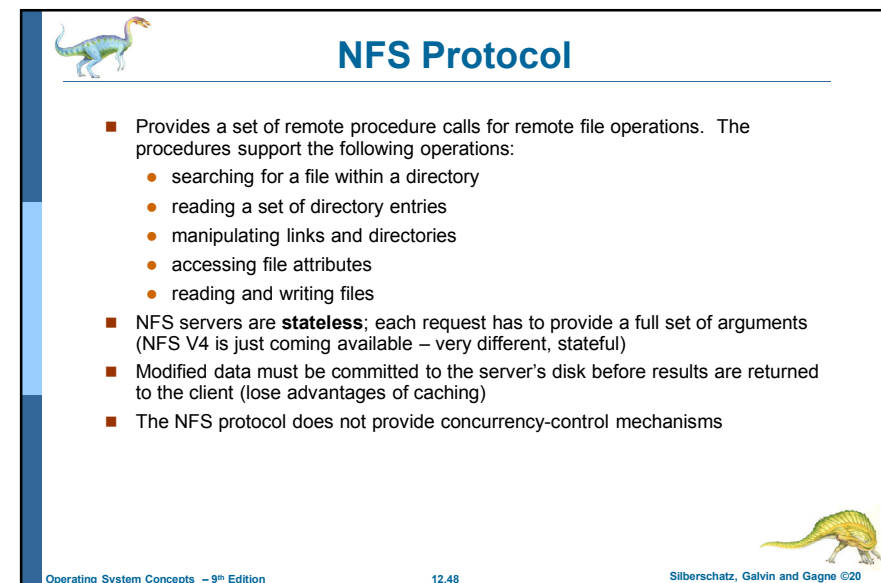 NFS Protocol
Provides a set of remote procedure calls for remote file operations.  The
procedures support the following operations:
searching for a file within a directory
reading a set of directory entries
manipulating links and directories
accessing file attributes
reading and writing files
NFS servers are stateless; each request has to provide a full set of arguments
(NFS V4 is just coming available – very different, stateful)
Modified data must be committed to the server’s disk before results are returned
to the client (lose advantages of caching)
The NFS protocol does not provide concurrency-control mechanisms
Operating System Concepts – 9th Edition
12.48
Silberschatz, Galvin and Gagne ©20